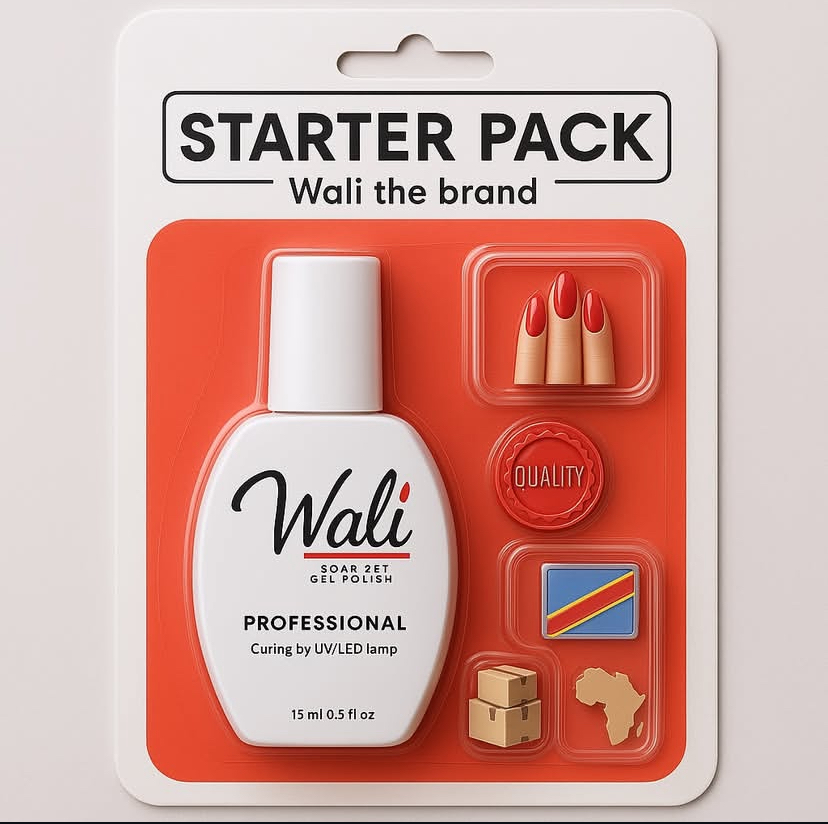 STARTER PACK
Wali the brand
Wali
SOAR 2ET
GEL POLISH
PROFESSIONAL
Curing by UV/LED lamp
15 ml 0.5 fl oz
QUALITY